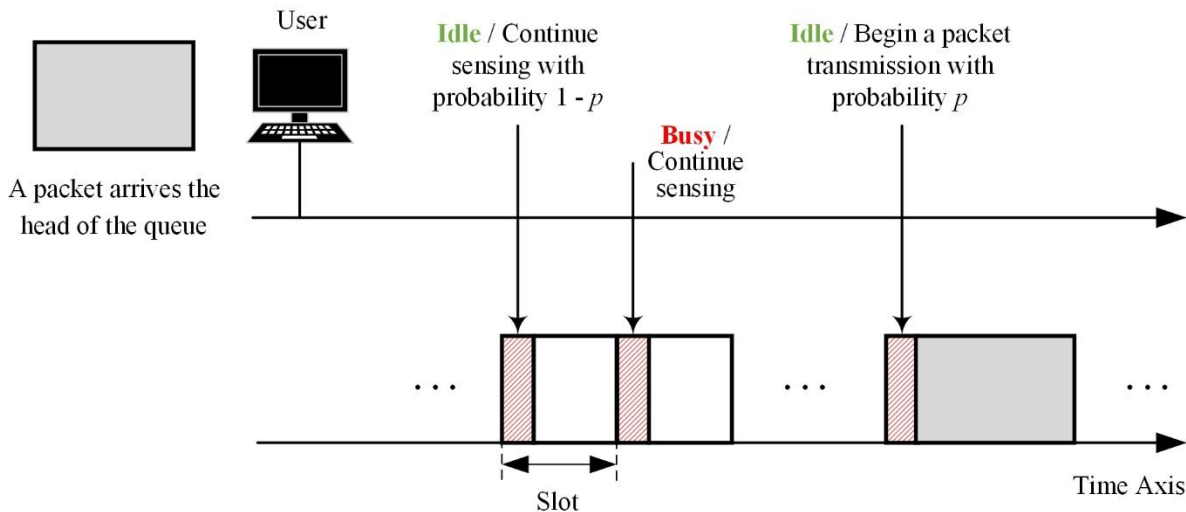 User
Idle / Continue
sensing with
probability 1 - p
Idle / Begin a packet
transmission with
probability p
Busy /
Continue
sensing
A packet arrives the
head of the queue
. . .
. . .
. . .
Slot
Time Axis